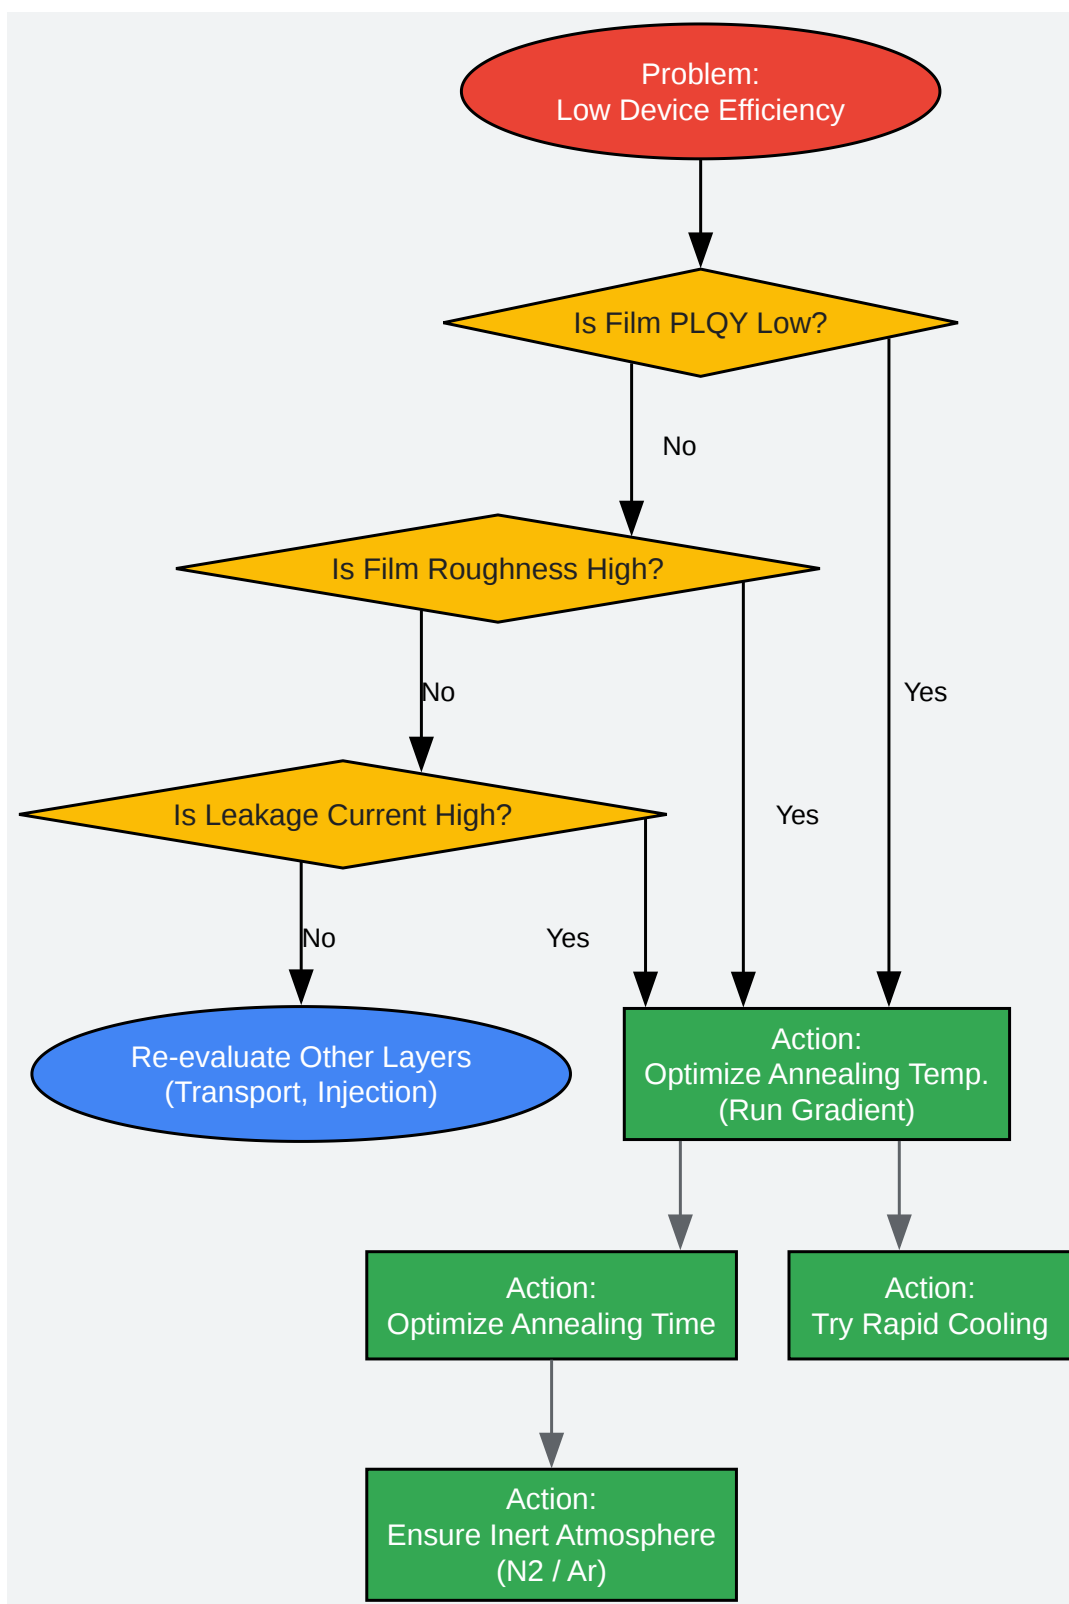 Problem:
Low Device Efficiency
Is Film PLQY Low?
No
Is Film Roughness High?
No
Yes
Is Leakage Current High?
Yes
No
Yes
Re-evaluate Other Layers
(Transport, Injection)
Action:
Optimize Annealing Temp.
(Run Gradient)
Action:
Optimize Annealing Time
Action:
Try Rapid Cooling
Action:
Ensure Inert Atmosphere
(N2 / Ar)